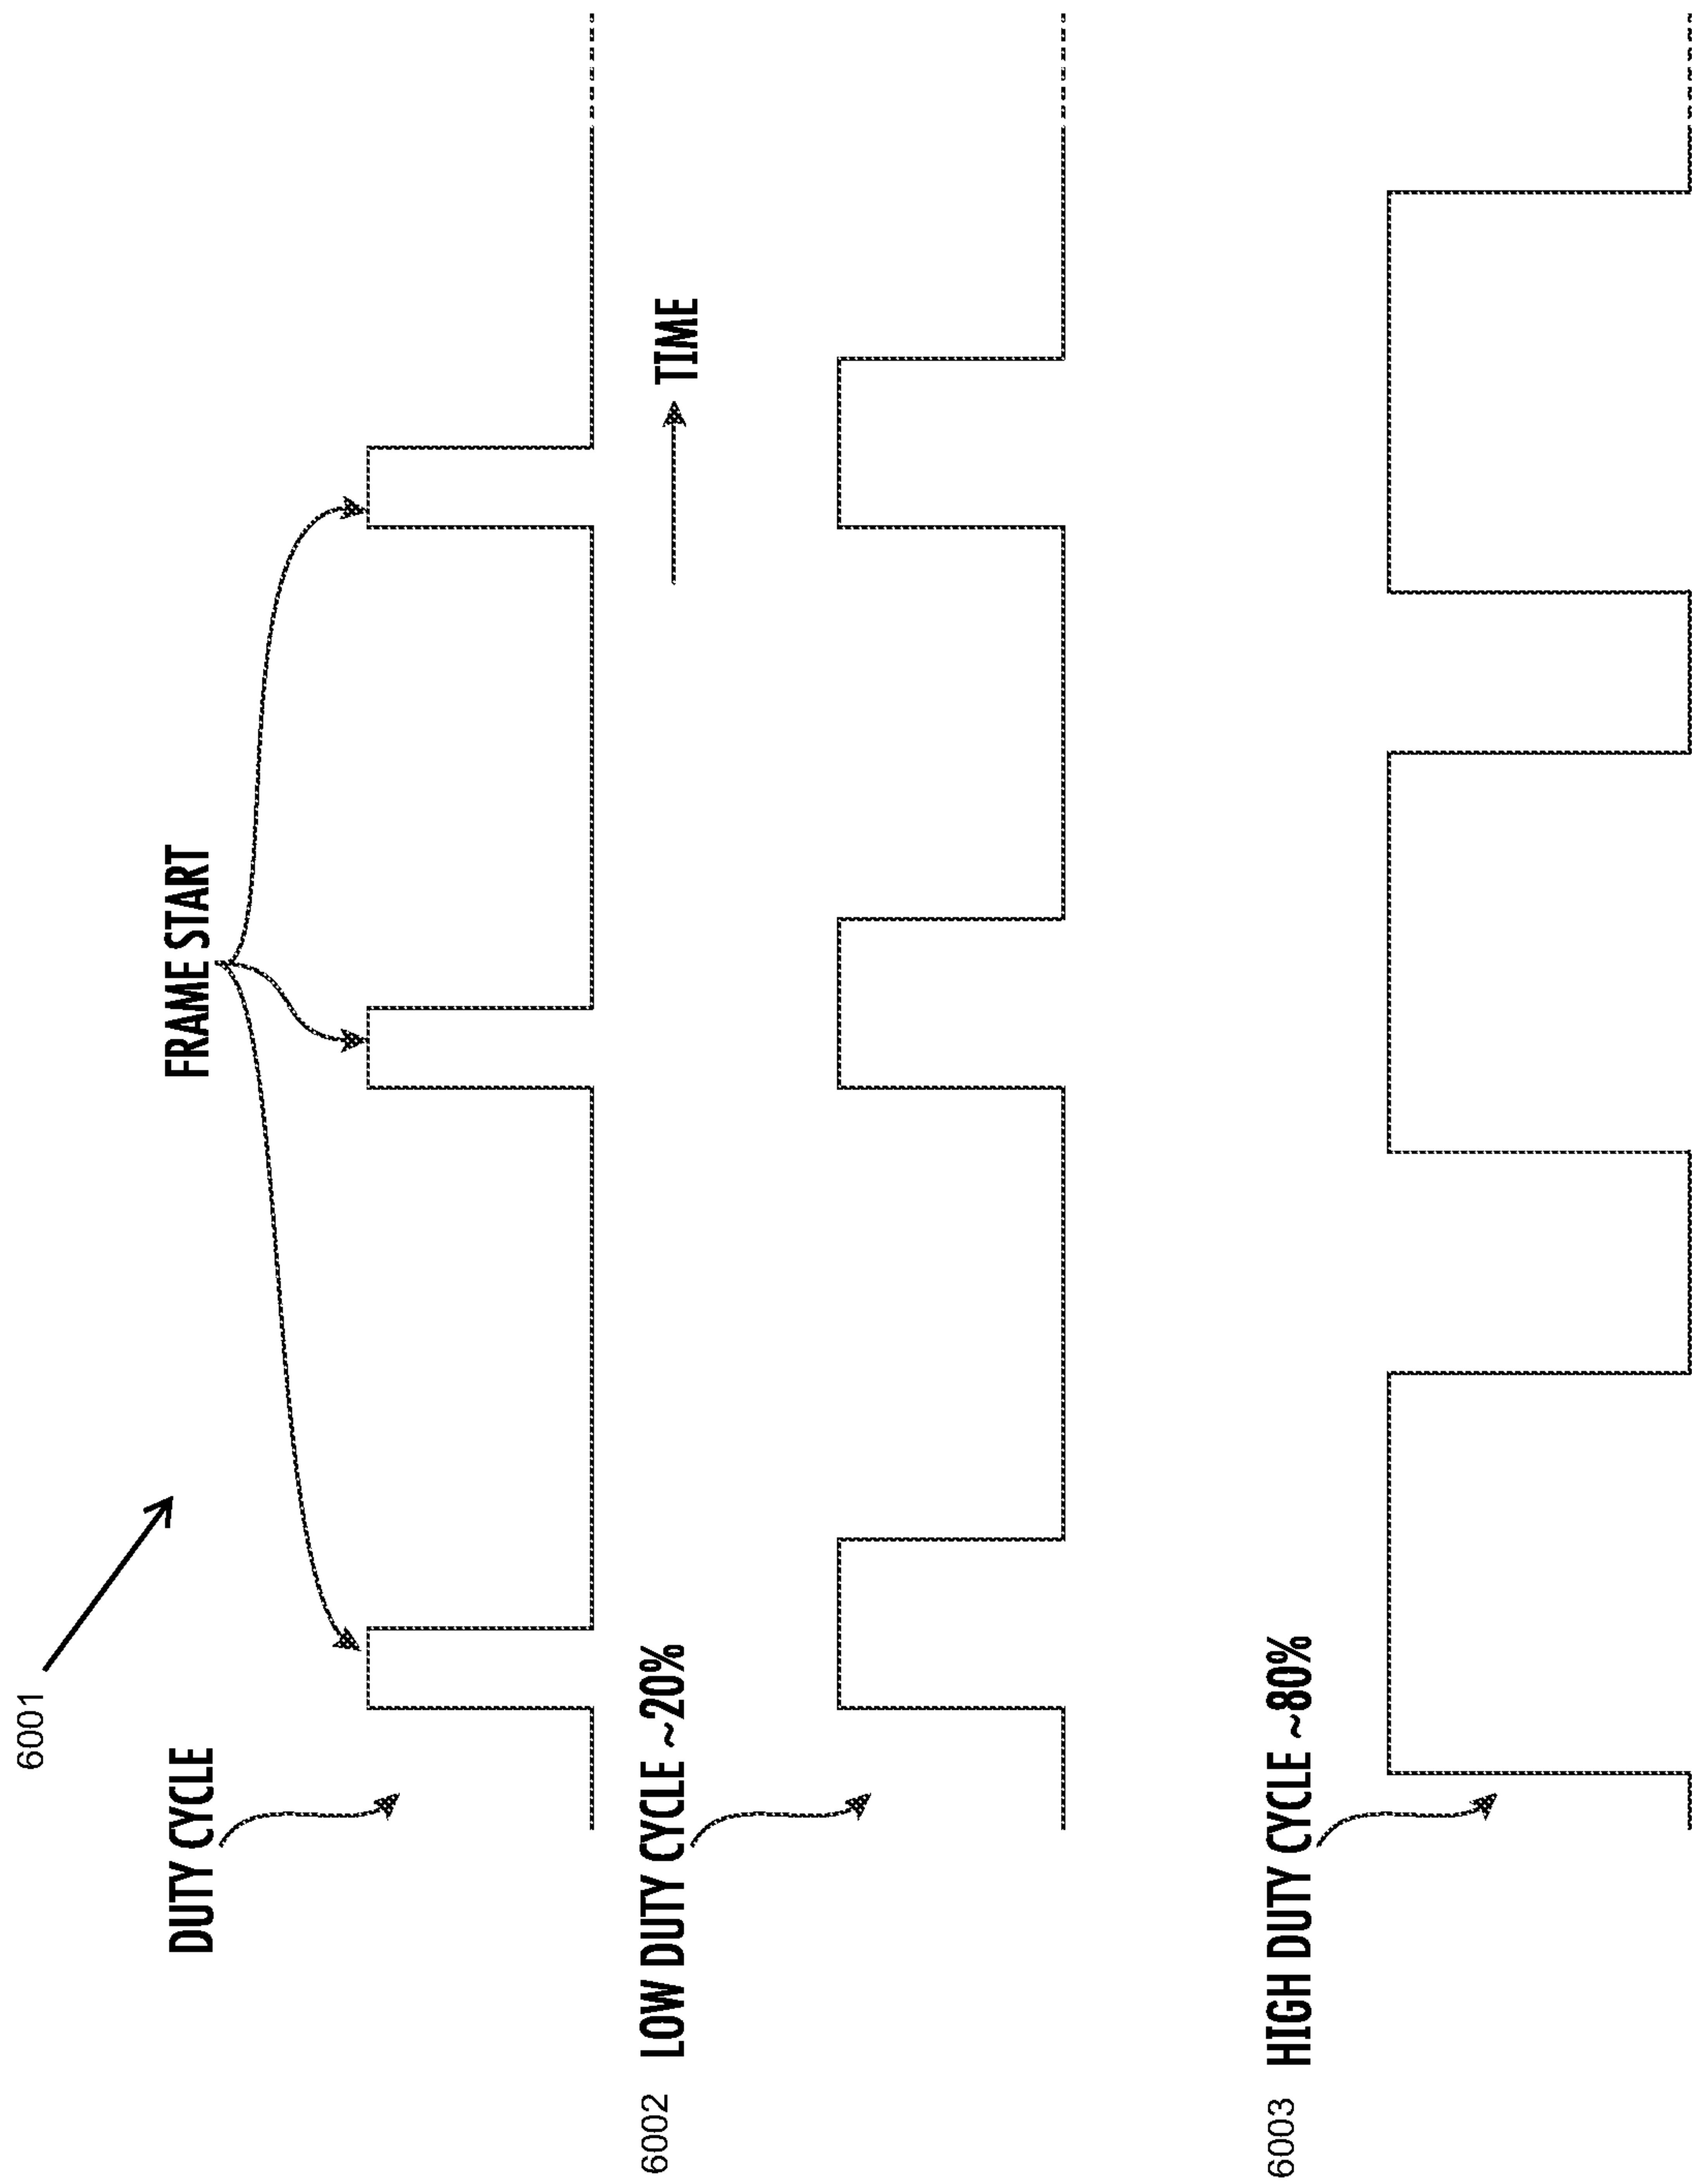 6001
DUTY CYCLE
FRAME START
TIME
6002 LOW DUTY CYCLE ~20%
6003 HIGH DUTY CYCLE ~80%